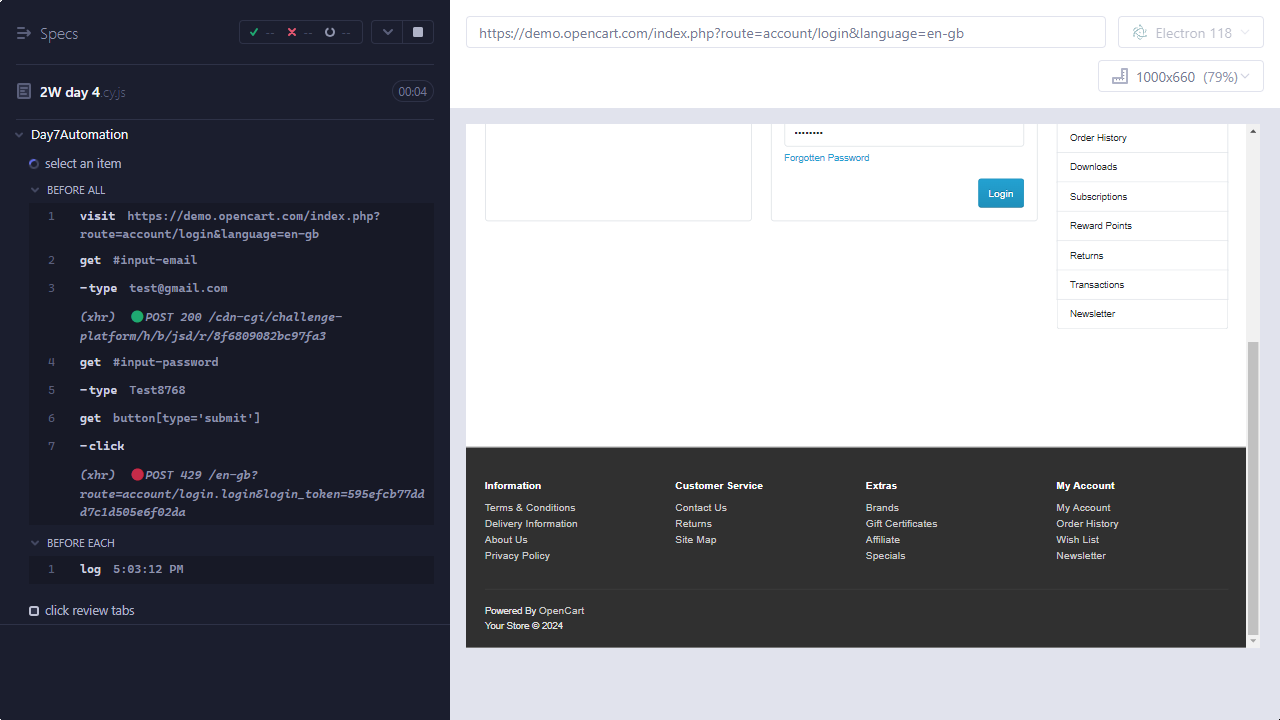 Specs
--
--
--
2W day 4.cy.js
00:04
Day7Automation
select an item
BEFORE ALL
1 visit https://demo.opencart.com/index.php?
route=account/login&language=en-gb
2 get #input-email
3 -type test@gmail.com
(xhr) POST 200 /cdn-cgi/challenge-
platform/h/b/jsd/r/8f6809082bc97fa3
4 get #input-password
5 -type Test8768
6 get button[type='submit']
7 -click
(xhr) POST 429 /en-gb?
route=account/login.login&login_token=595efcb77dd
d7c1d505e6f02da
BEFORE EACH
1 log 5:03:12 PM
click review tabs
https://demo.opencart.com/index.php?route=account/login&language=en-gb
Electron 118
1000x660 (79%)
••••••••
Forgotten Password
Login
Order History
Downloads
Subscriptions
Reward Points
Returns
Transactions
Newsletter
Information
Terms & Conditions
Delivery Information
About Us
Privacy Policy
Customer Service
Contact Us
Returns
Site Map
Extras
Brands
Gift Certificates
Affiliate
Specials
My Account
My Account
Order History
Wish List
Newsletter
Powered By OpenCart
Your Store © 2024